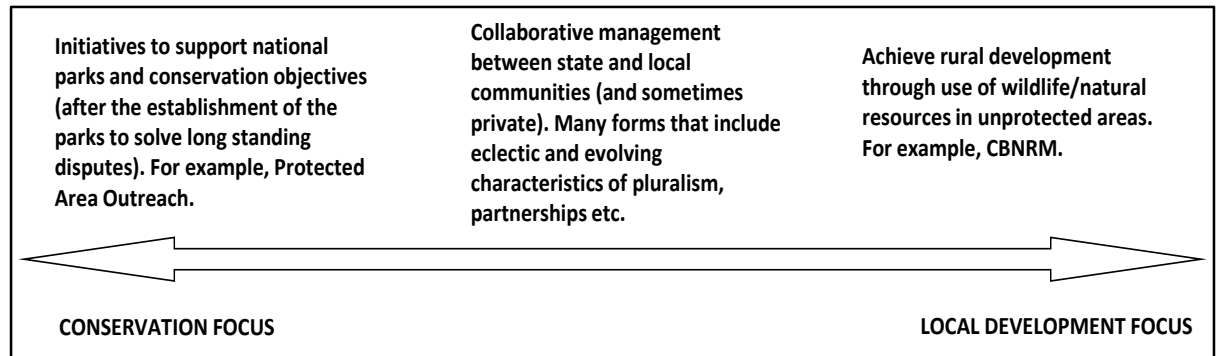 Initiatives to support national
parks and conservation objectives
(after the establishment of the
parks to solve long standing
disputes). For example, Protected
Area Outreach.
Collaborative management
between state and local
communities (and sometimes
private). Many forms that include
eclectic and evolving
characteristics of pluralism,
partnerships etc.
Achieve rural development
through use of wildlife/natural
resources in unprotected areas.
For example, CBNRM.
CONSERVATION FOCUS
LOCAL DEVELOPMENT FOCUS